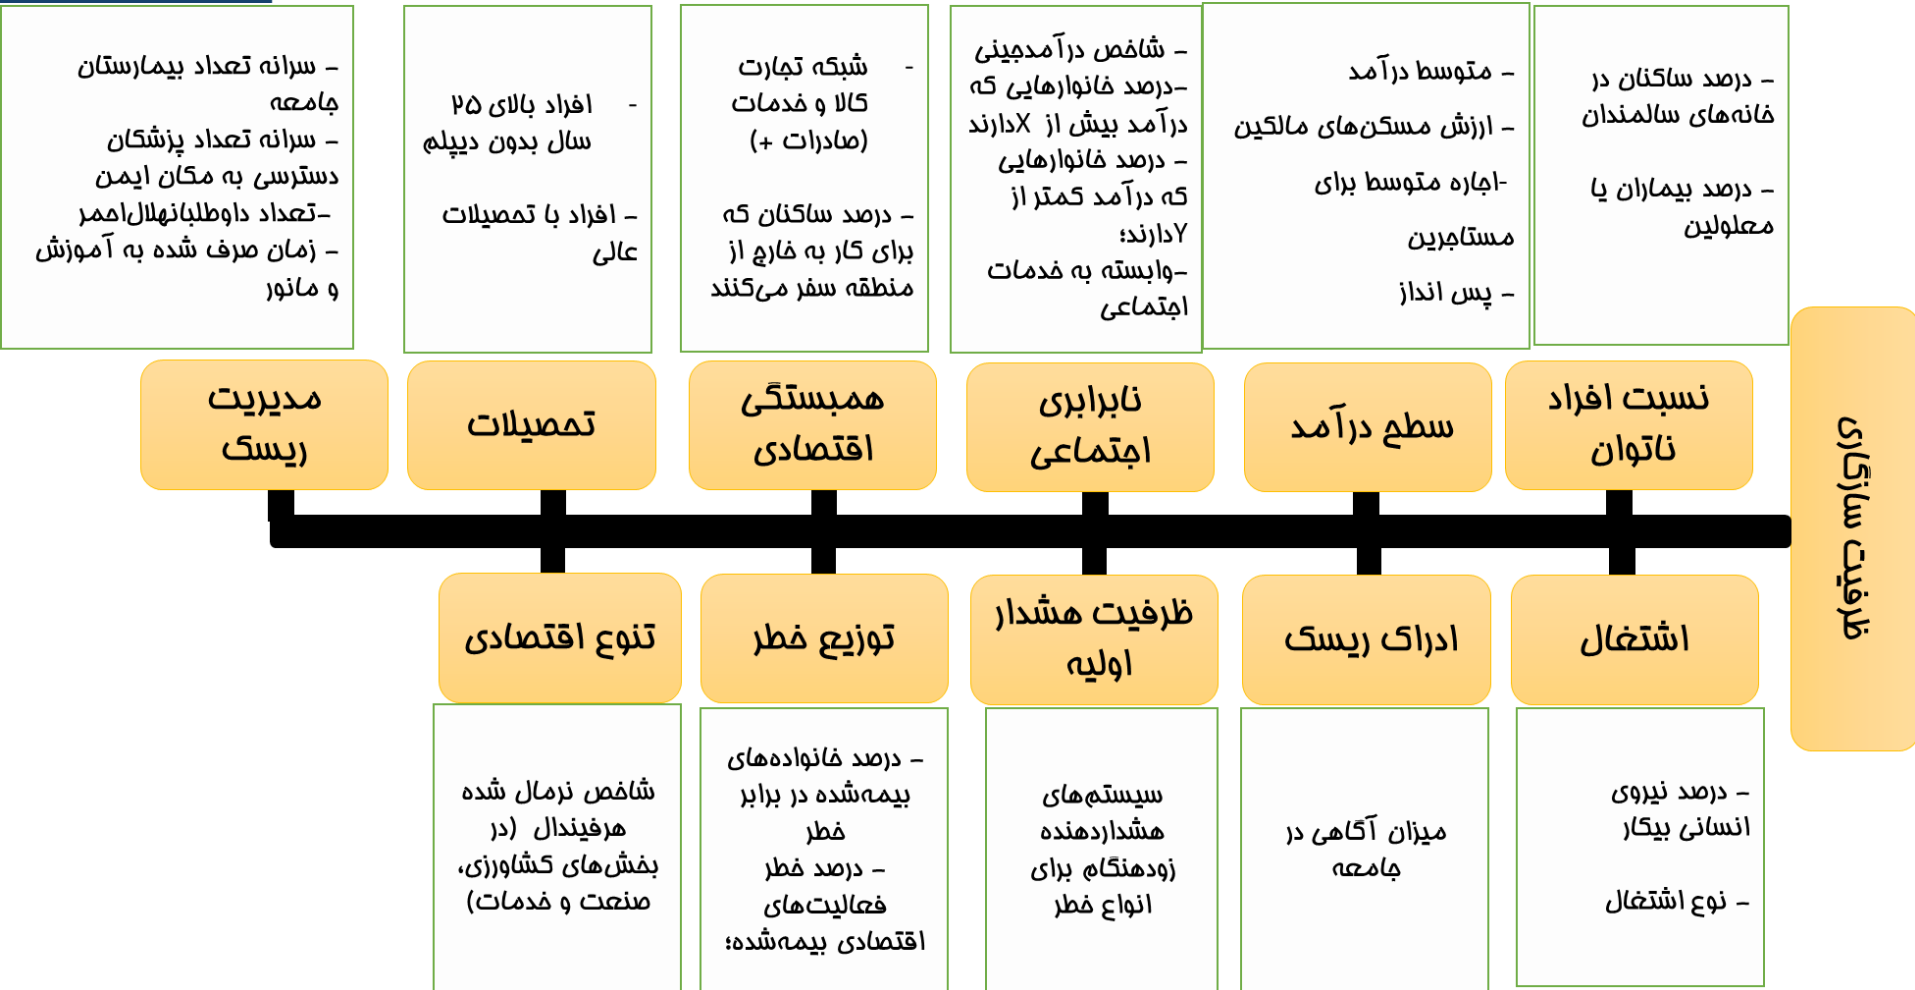 – درصد ساکنان در
خانه‌های سالمندان
– درصد بیماران یا
معلولین
– متوسط درآمد
– ارزش مسکن‌های مالکین
-اجاره متوسط برای
مستاجرین
– پس انداز
– شاخص درآمدجینی
–درصد خانوارهایی که
درآمد بیش از Xدارند
– درصد خانوارهایی
که درآمد کمتر از
Yدارند؛
–وابسته به خدمات
اجتماعی
- شبکه تجارت
کالا و خدمات
(صادرات +)
– درصد ساکنان که
برای کار به خارج از
منطقه سفر می‌کنند
- افراد بالای ۲۵
سال بدون دیپلم
– افراد با تحصیلات
عالی
– سرانه تعداد بیمارستان
جامعه
– سرانه تعداد پزشکان
دسترسی به مکان ایمن
–تعداد داوطلبانهلال‌احمر
– زمان صرف شده به آموزش
و مانور
ظرفیت سازگاری
نسبت افراد
ناتوان
سطح درآمد
نابرابری
اجتماعی
همبستگی
اقتصادی
تحصیلات
مدیریت
ریسک
اشتغال
ادراک ریسک
ظرفیت هشدار
اولیه
توزیع خطر
تنوع اقتصادی
– درصد نیروی
انسانی بیکار
– نوع اشتغال
میزان آگاهی در
جامعه
سیستم‌های
هشداردهنده
زودهنگام برای
انواع خطر
– درصد خانواده‌های
بیمه‌شده در برابر
خطر
– درصد خطر
فعالیت‌های
اقتصادی بیمه‌شده؛
شاخص نرمال شده
هرفیندال (در
بخش‌های کشاورزی،
صنعت و خدمات)